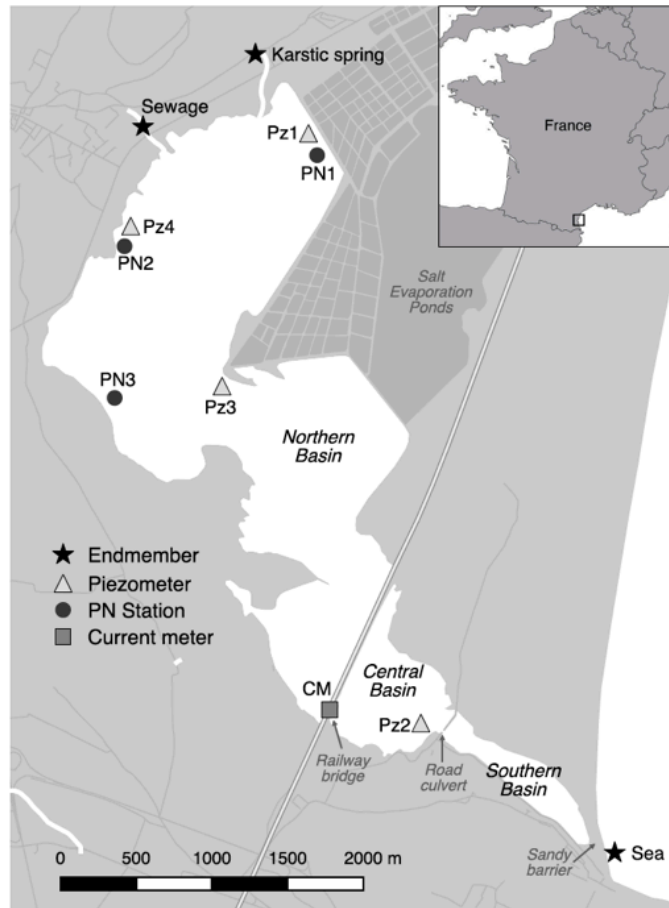 Karstic spring
Sewage
France
Pz1
PN1
Pz4
PN2
Salt
Evaporation
Ponds
PN3
Pz3
Northern
Basin
Endmember
Piezometer
PN Station
Current meter
CM
Central
Basin
Pz2
Railway
bridge
Road
culvert
Southern
Basin
Sandy
barrier
Sea
0 500 1000 1500 2000 m